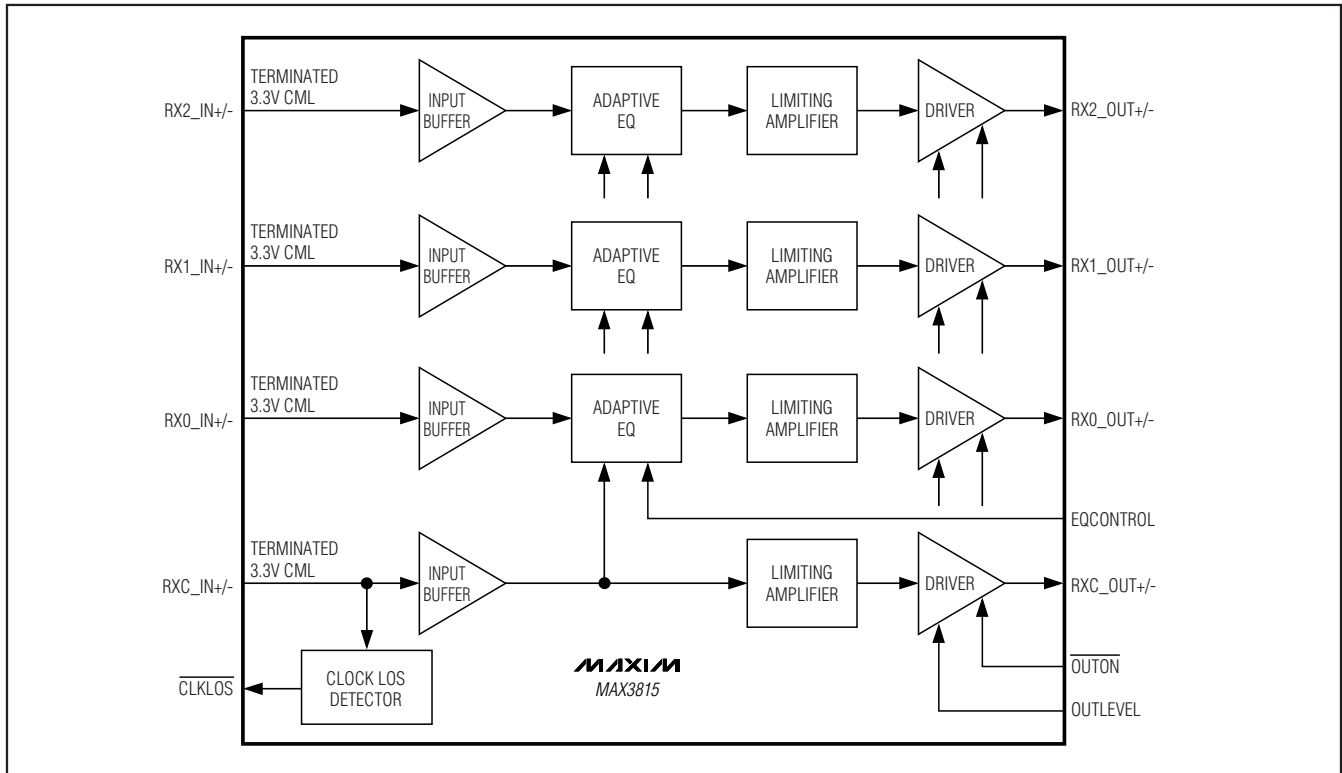 TERMINATED
3.3V CML
RX2_IN+/-
INPUT
BUFFER
ADAPTIVE
EQ
LIMITING
AMPLIFIER
DRIVER
RX2_OUT+/-
TERMINATED
3.3V CML
RX1_IN+/-
INPUT
BUFFER
ADAPTIVE
EQ
LIMITING
AMPLIFIER
DRIVER
RX1_OUT+/-
TERMINATED
3.3V CML
RX0_IN+/-
INPUT
BUFFER
ADAPTIVE
EQ
LIMITING
AMPLIFIER
DRIVER
RX0_OUT+/-
EQCONTROL
TERMINATED
3.3V CML
RXC_IN+/-
INPUT
BUFFER
LIMITING
AMPLIFIER
DRIVER
RXC_OUT+/-
CLKLOS
CLOCK LOS
DETECTOR
MAXIM
MAX3815
OUTON
OUTLEVEL